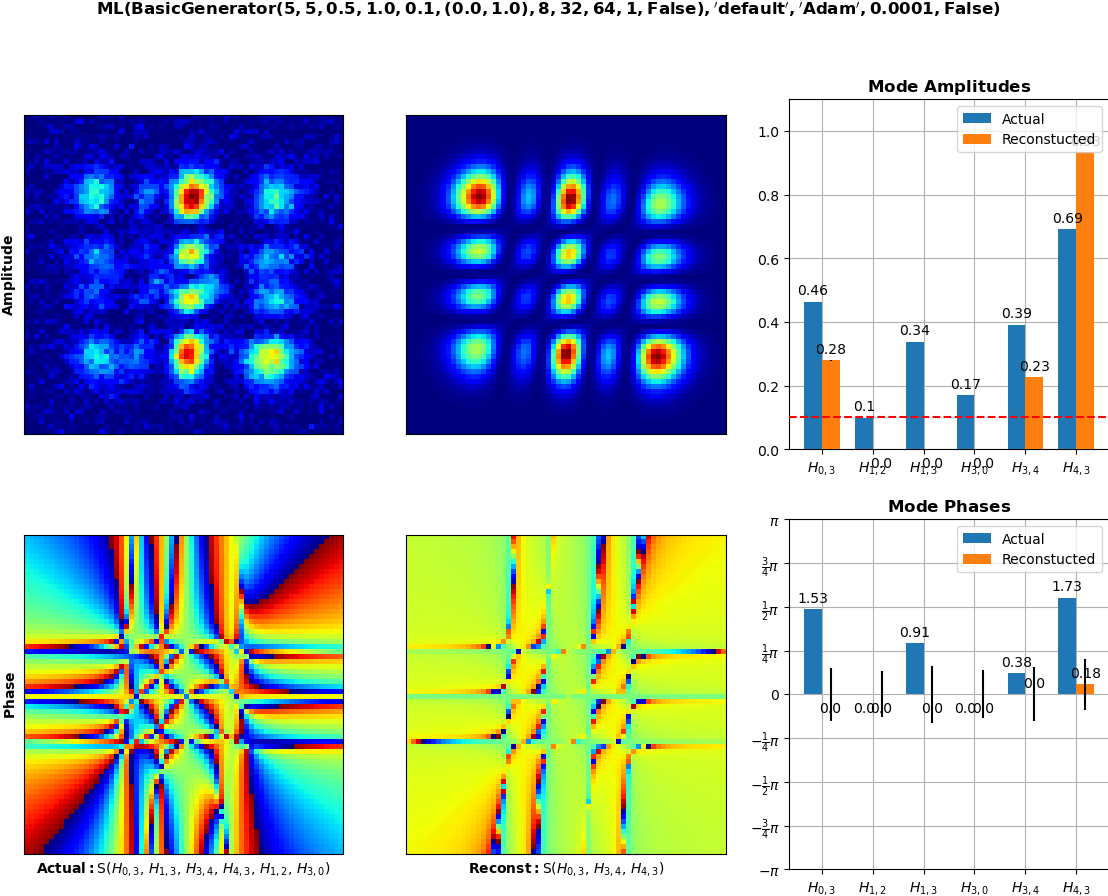 ML(BasicGenerator(5, 5, 0.5, 1.0, 0.1, (0.0, 1.0), 8, 32, 64, 1, False), 'default', 'Adam', 0.0001, False)
Amplitude
Mode Amplitudes
Actual
Reconstucted
1.0
0.8
0.6
0.4
0.2
0.0
0.46
0.28
0.1
0.0
0.34
0.0
0.17
0.0
0.39
0.23
0.69
H0,3
H1,2
H1,3
H3,0
H3,4
H4,3
Phase
Actual: S(H0,3, H1,3, H3,4, H4,3, H1,2, H3,0)
Reconst: S(H0,3, H3,4, H4,3)
Mode Phases
Actual
Reconstucted
π
3/4π
1/2π
1/4π
0
−1/4π
−1/2π
−3/4π
−π
1.53
0.0
0.0
0.0
0.91
0.0
0.0
0.0
0.38
0.0
1.73
0.18
H0,3
H1,2
H1,3
H3,0
H3,4
H4,3